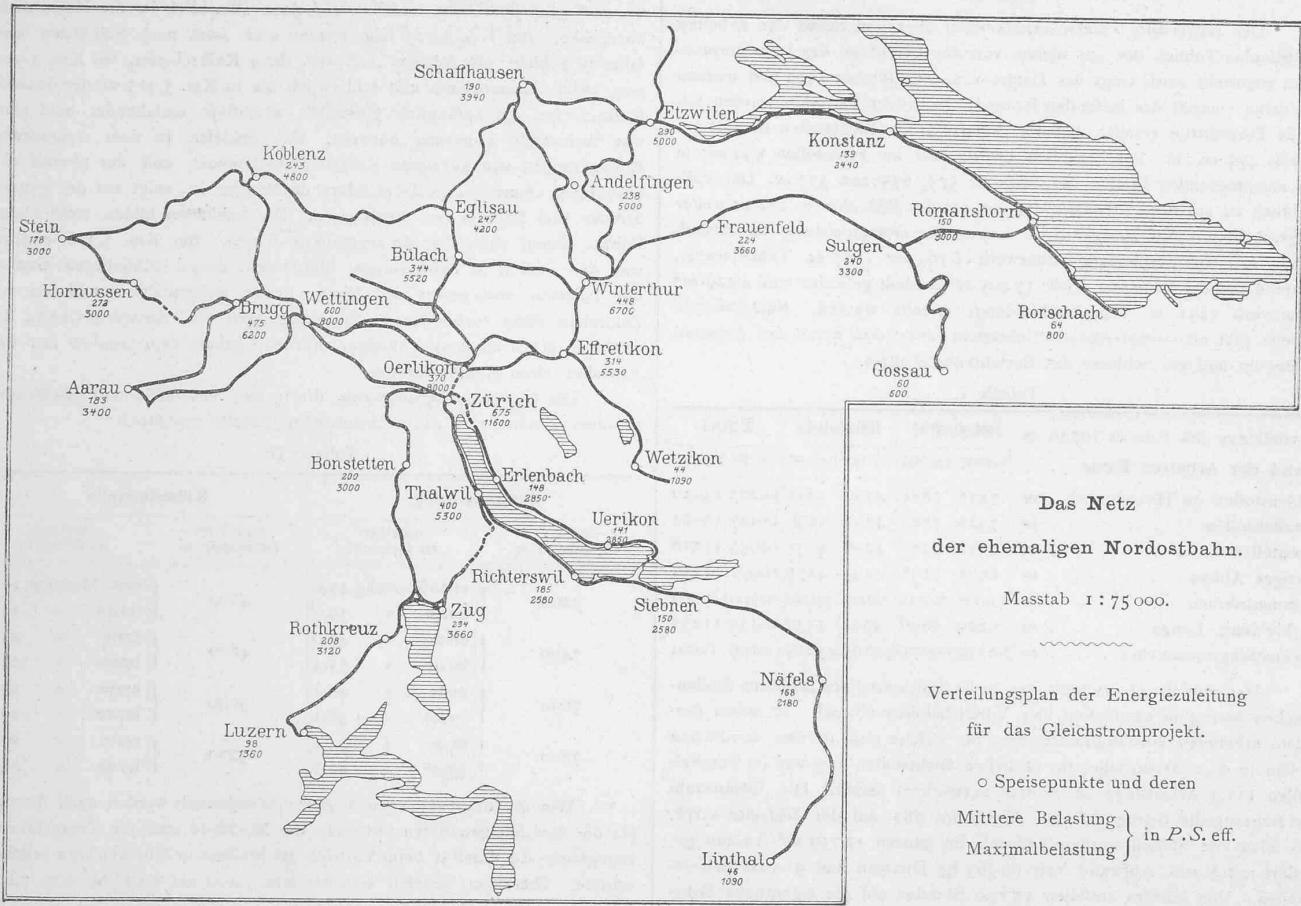 Schaffhausen
190
3940
Etzwilen
290
5000
Konstanz
139
2440
Koblenz
243
4800
Andelfingen
238
5000
Eglisau
247
4200
Romanshorn
150
3000
Stein
178
3000
Frauenfeld
224
3660
Sulgen
240
3300
Bülach
344
5520
Hornussen
272
3000
Winterthur
448
6700
Brugg
475
6200
Wettingen
600
8000
Rorschach
64
600
Effretikon
314
5530
Oerlikon
370
8000
Gossau
60
600
Aarau
183
3400
Zürich
675
11600
Bonstetten
200
3000
Erlenbach
148
2850
Wetzikon
44
1090
Thalwil
400
5300
Uerikon
141
2850
Richterswil
185
2580
Siebnen
150
2580
Zug
234
3660
Rothkreuz
208
3120
Näfels
168
2180
Luzern
98
1360
Linthal
46
1090
Das Netz
der ehemaligen Nordostbahn.
Masstab 1 : 75 000.
Verteilungsplan der Energiezuleitung
für das Gleichstromprojekt.
o Speisepunkte und deren
Mittlere Belastung
Maximalbelastung } in P.S. eff.